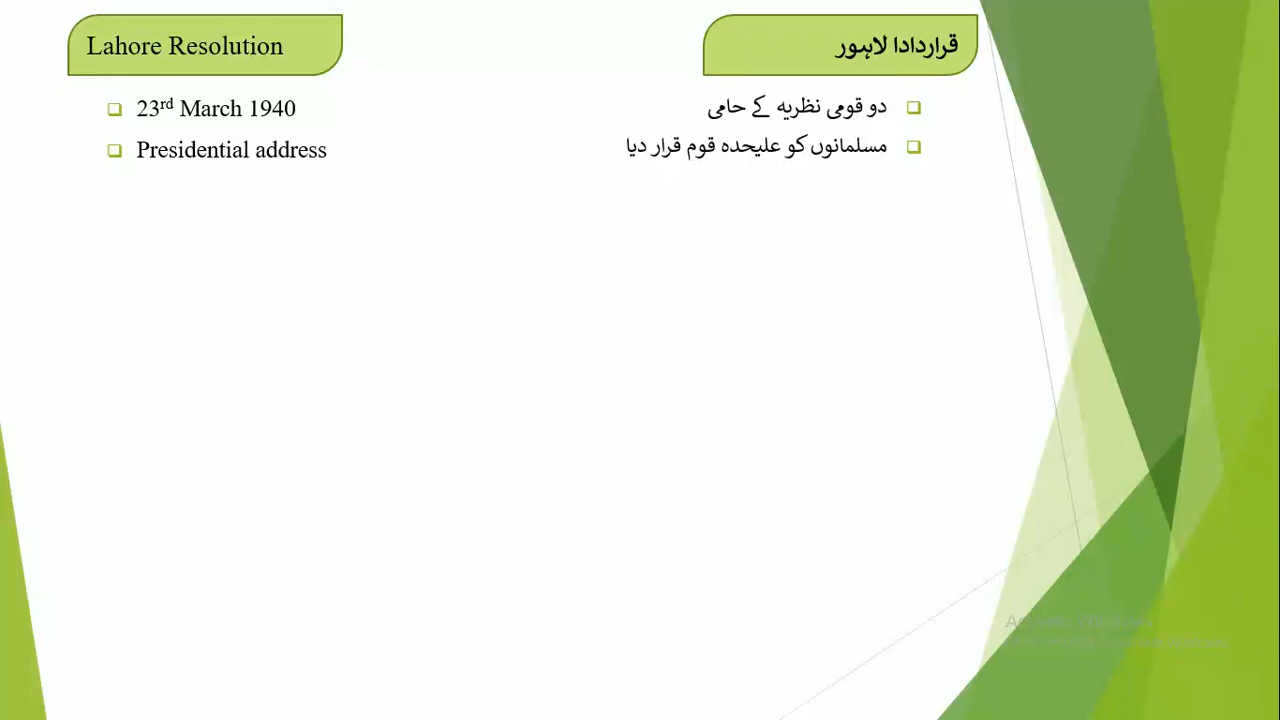 Lahore Resolution
23rd March 1940
Presidential address
قراردادا لاہور
دو قومی نظریہ کے حامی
مسلمانوں کو علیحدہ قوم قرار دیا